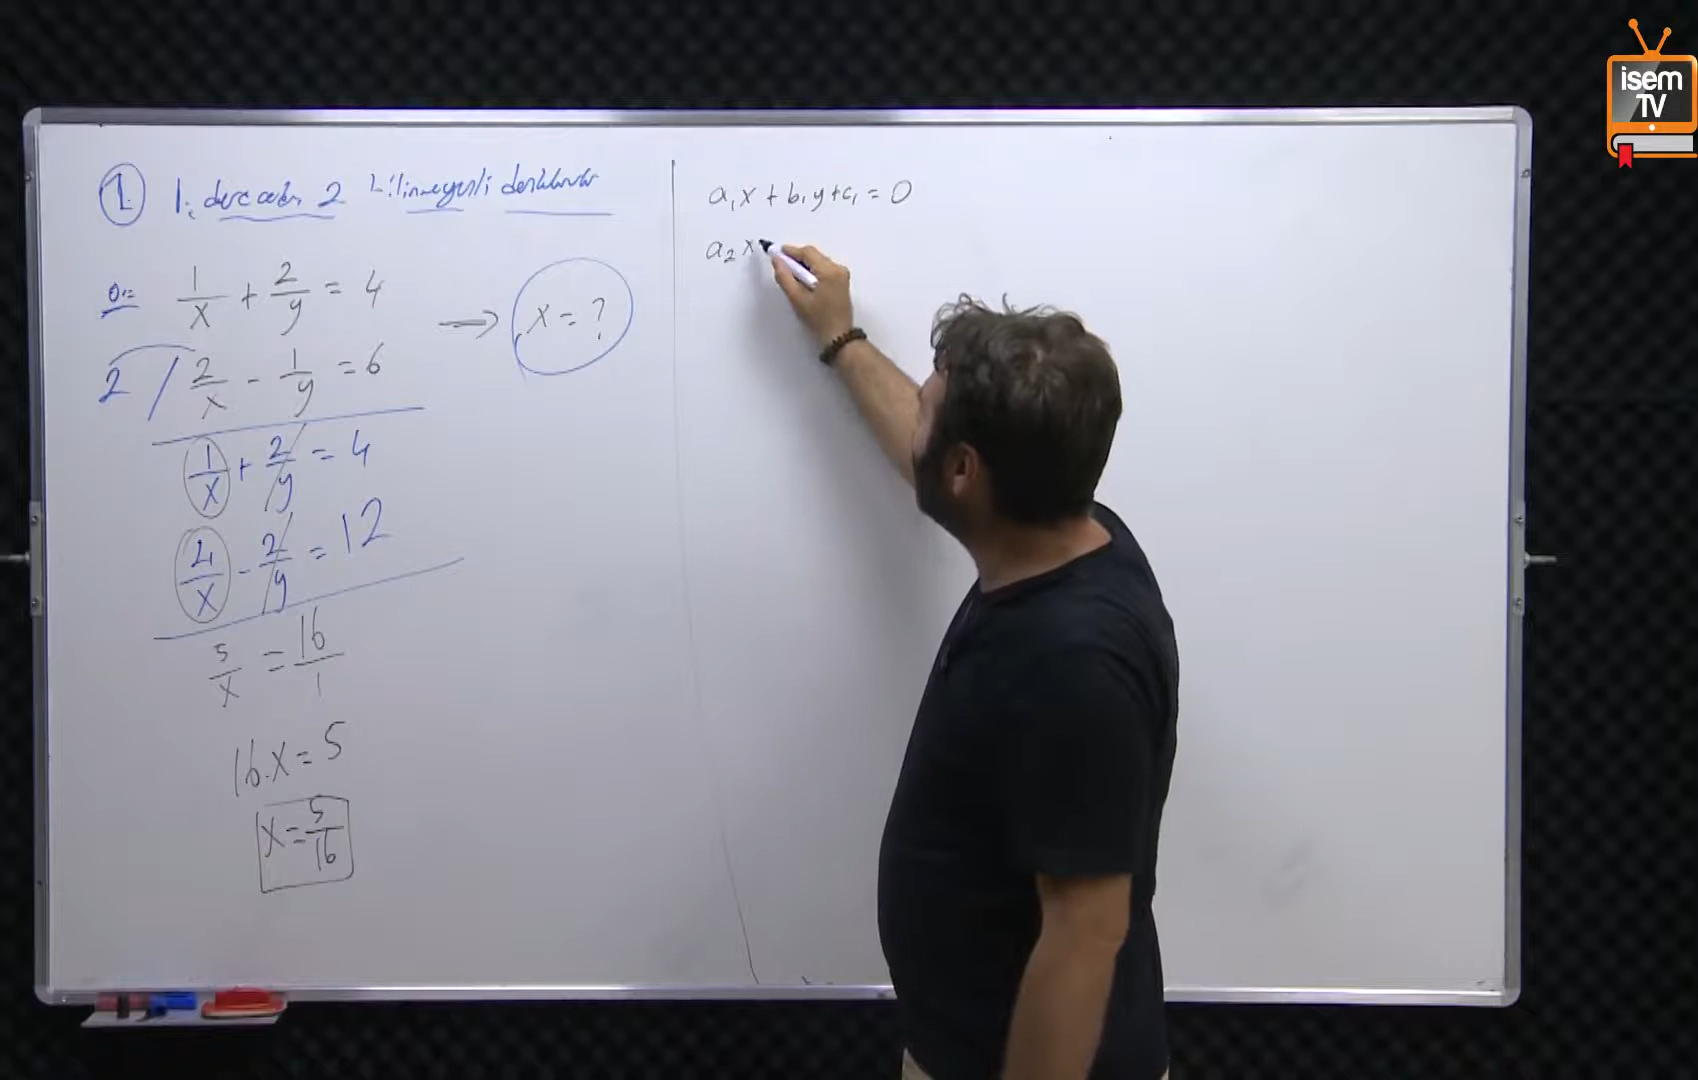 1. 1. dereceden 2 bilinmeyenli denklemler
Ör: 1/x + 2/y = 4
→ x = ?
2 / 2/x - 1/y = 6
1/x + 2/y = 4
4/x - 2/y = 12
5/x = 16/1
16.x = 5
x = 5/16
a₁x + b₁y + c₁ = 0
a₂x
isem
TV